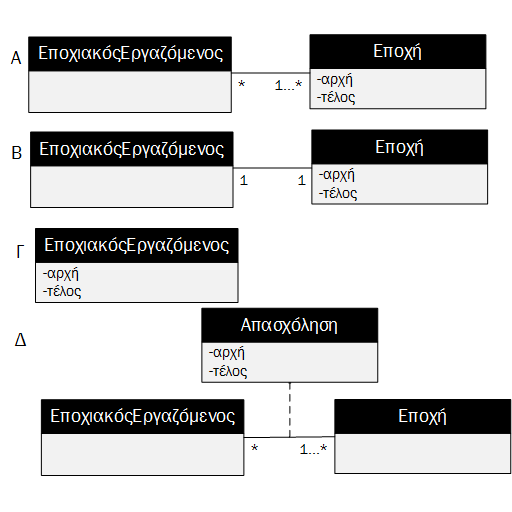 Α
ΕποχιακόςΕργαζόμενος
Εποχή
-αρχή
-τέλος
*
1...*
Β
ΕποχιακόςΕργαζόμενος
Εποχή
-αρχή
-τέλος
1
1
Γ
ΕποχιακόςΕργαζόμενος
-αρχή
-τέλος
Δ
Απασχόληση
-αρχή
-τέλος
ΕποχιακόςΕργαζόμενος
Εποχή
*
1...*